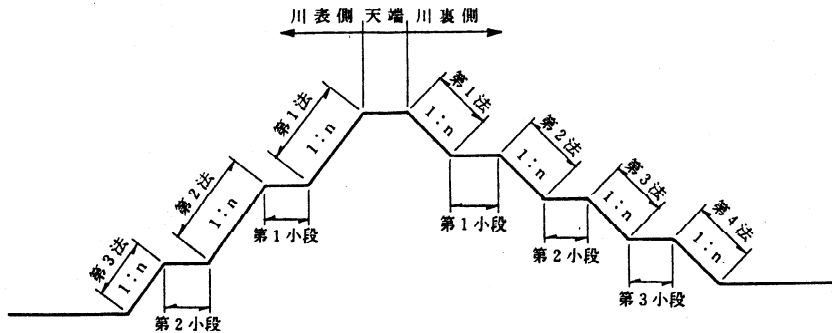 川表側 天端 川裏側
第1法
1:n
第2法
1:n
第3法
1:n
第1小段
第2小段
第1法
1:n
第2法
1:n
第3法
1:n
第4法
1:n
第1小段
第2小段
第3小段